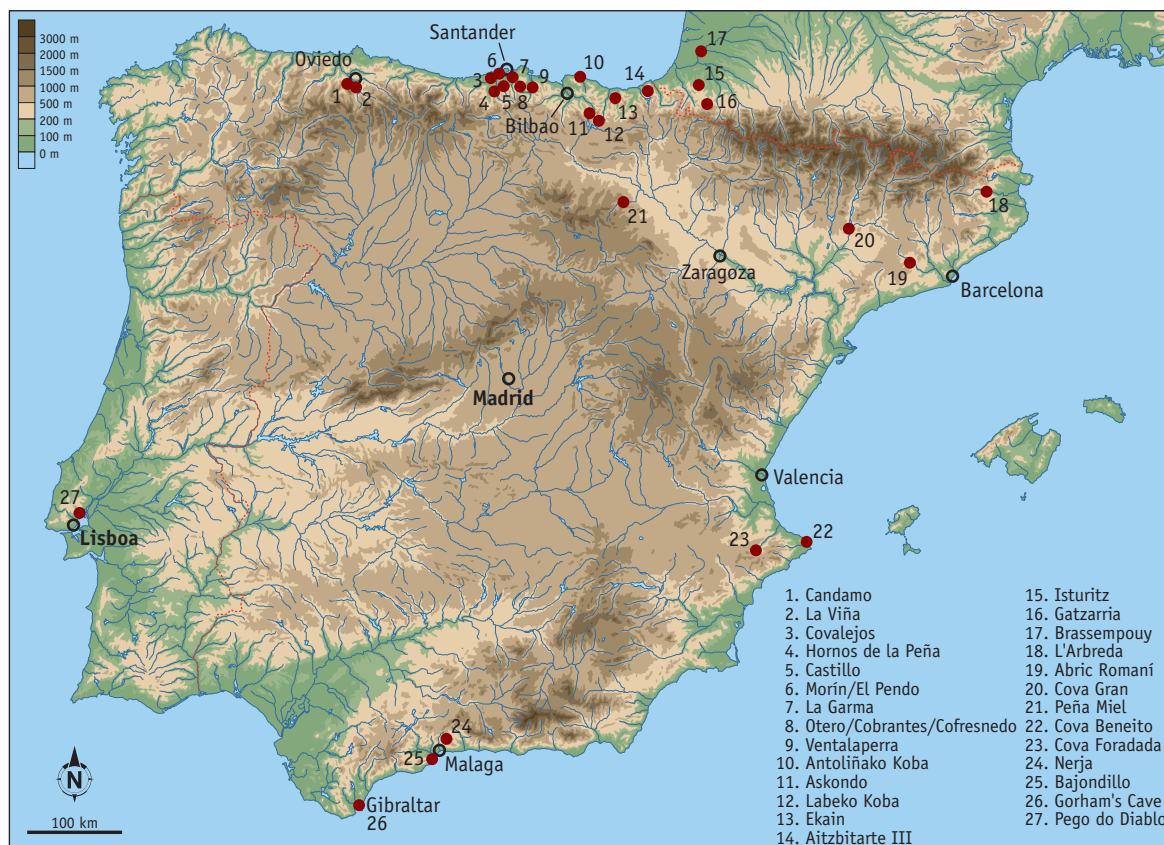 3000 m
2000 m
1500 m
1000 m
500 m
200 m
100 m
0 m
Santander
Oviedo
Bilbao
1
2
3
4
5
6
7
8
9
10
11
12
13
14
15
16
17
18
19
20
21
Zaragoza
Barcelona
Madrid
Valencia
22
23
27
Lisboa
24
25
Malaga
Gibraltar
26
N
100 km
1. Candamo
2. La Viña
3. Covalejos
4. Hornos de la Peña
5. Castillo
6. Morín/El Pendo
7. La Garma
8. Otero/Cobrantes/Cofresnedo
9. Ventalaperra
10. Antoliñako Koba
11. Askondo
12. Labeko Koba
13. Ekain
14. Aitzbitarte III
15. Isturitz
16. Gatzarria
17. Brassempouy
18. L'Arbreda
19. Abric Romaní
20. Cova Gran
21. Peña Miel
22. Cova Beneito
23. Cova Foradada
24. Nerja
25. Bajondillo
26. Gorham's Cave
27. Pego do Diablo